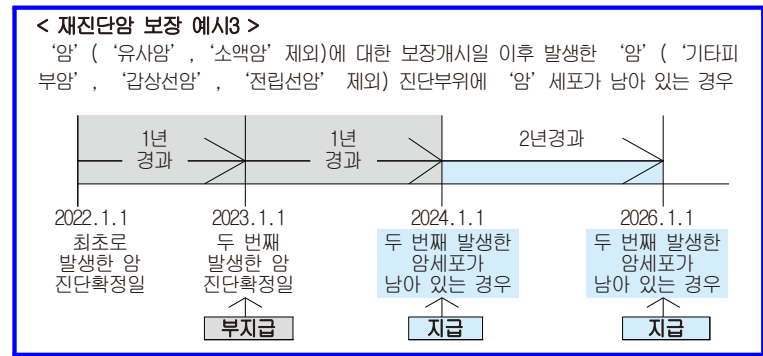 < 재진단암 보장 예시3 >
‘암’ ( ‘유사암’, ‘소액암’ 제외)에 대한 보장개시일 이후 발생한 ‘암’ ( ‘기타피
부암’, ‘갑상선암’, ‘전립선암’ 제외) 진단부위에 ‘암’ 세포가 남아 있는 경우
1년 1년 2년경과
경과 경과
2022.1.1 2023.1.1 2024.1.1 2026.1.1
최초로 두 번째 두 번째 발생한 두 번째 발생한
발생한 암 발생한 암 암세포가 암세포가
진단확정일 진단확정일 남아 있는 경우 남아 있는 경우
부지급 지급 지급